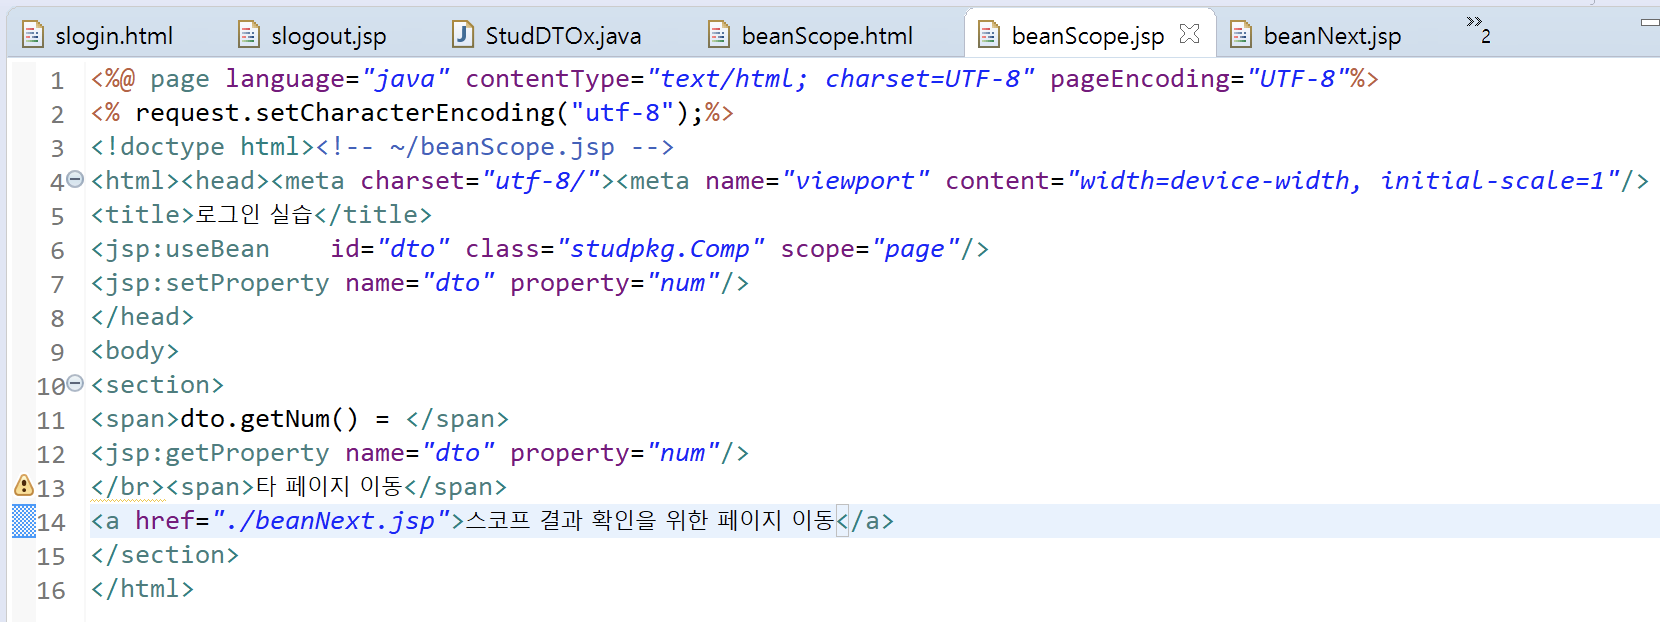 slogin.html slogout.jsp StudDTOx.java beanScope.html beanScope.jsp beanNext.jsp »2
1 <%@ page language="java" contentType="text/html; charset=UTF-8" pageEncoding="UTF-8"%>
2 <% request.setCharacterEncoding("utf-8");%>
3 <!doctype html><!-- ~/beanScope.jsp -->
4 <html><head><meta charset="utf-8/"><meta name="viewport" content="width=device-width, initial-scale=1"/>
5 <title>로그인 실습</title>
6 <jsp:useBean    id="dto" class="studpkg.Comp" scope="page"/>
7 <jsp:setProperty name="dto" property="num"/>
8 </head>
9 <body>
10 <section>
11 <span>dto.getNum() = </span>
12 <jsp:getProperty name="dto" property="num"/>
13 </br><span>타 페이지 이동</span>
14 <a href="./beanNext.jsp">스코프 결과 확인을 위한 페이지 이동</a>
15 </section>
16 </html>